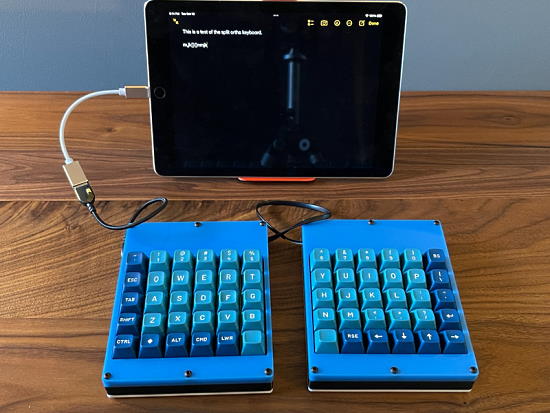 Done
This is a test of the split ortho keyboard.
ESC Q W E R T
TAB A S D F G
SHIFT Z X C V B
CTRL ALT CMD LWR
BS
Y U I O P
H J K L
N M
RSE ← ↓ ↑ →